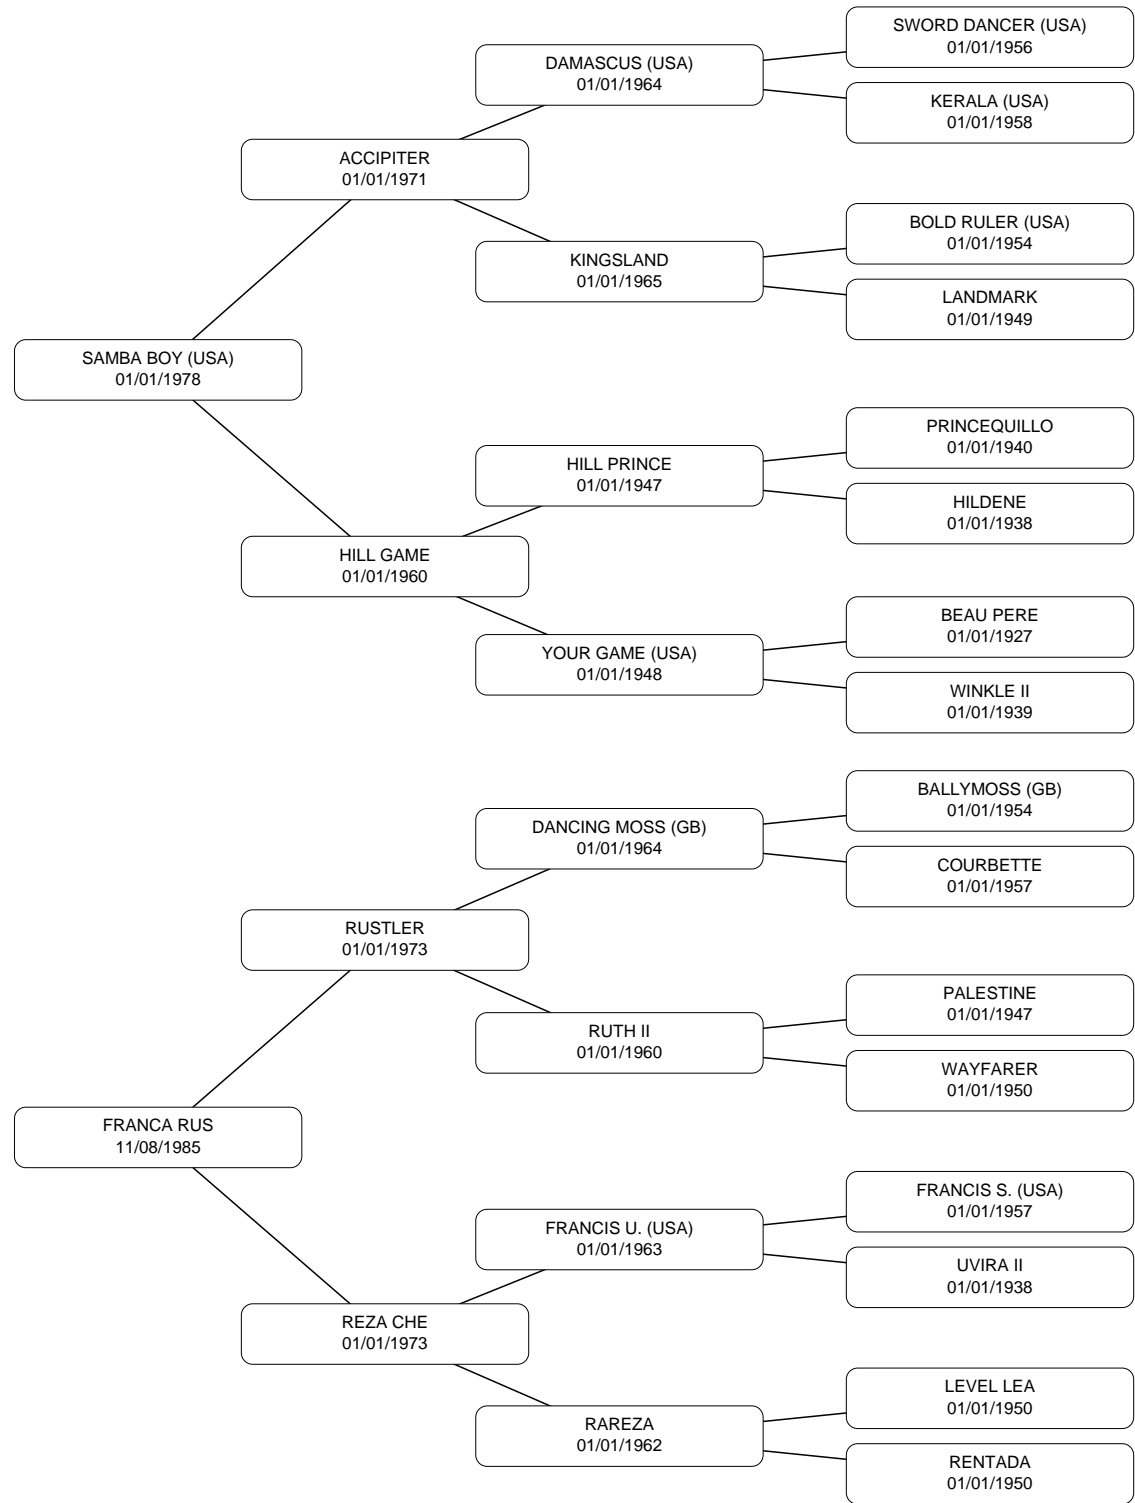 SWORD DANCER (USA)
01/01/1956
DAMASCUS (USA)
01/01/1964
KERALA (USA)
01/01/1958
ACCIPITER
01/01/1971
BOLD RULER (USA)
01/01/1954
KINGSLAND
01/01/1965
LANDMARK
01/01/1949
SAMBA BOY (USA)
01/01/1978
PRINCEQUILLO
01/01/1940
HILL PRINCE
01/01/1947
HILDENE
01/01/1938
HILL GAME
01/01/1960
BEAU PERE
01/01/1927
YOUR GAME (USA)
01/01/1948
WINKLE II
01/01/1939
BALLYMOSS (GB)
01/01/1954
DANCING MOSS (GB)
01/01/1964
COURBETTE
01/01/1957
RUSTLER
01/01/1973
PALESTINE
01/01/1947
RUTH II
01/01/1960
WAYFARER
01/01/1950
FRANCA RUS
11/08/1985
FRANCIS S. (USA)
01/01/1957
FRANCIS U. (USA)
01/01/1963
UVIRA II
01/01/1938
REZA CHE
01/01/1973
LEVEL LEA
01/01/1950
RAREZA
01/01/1962
RENTADA
01/01/1950